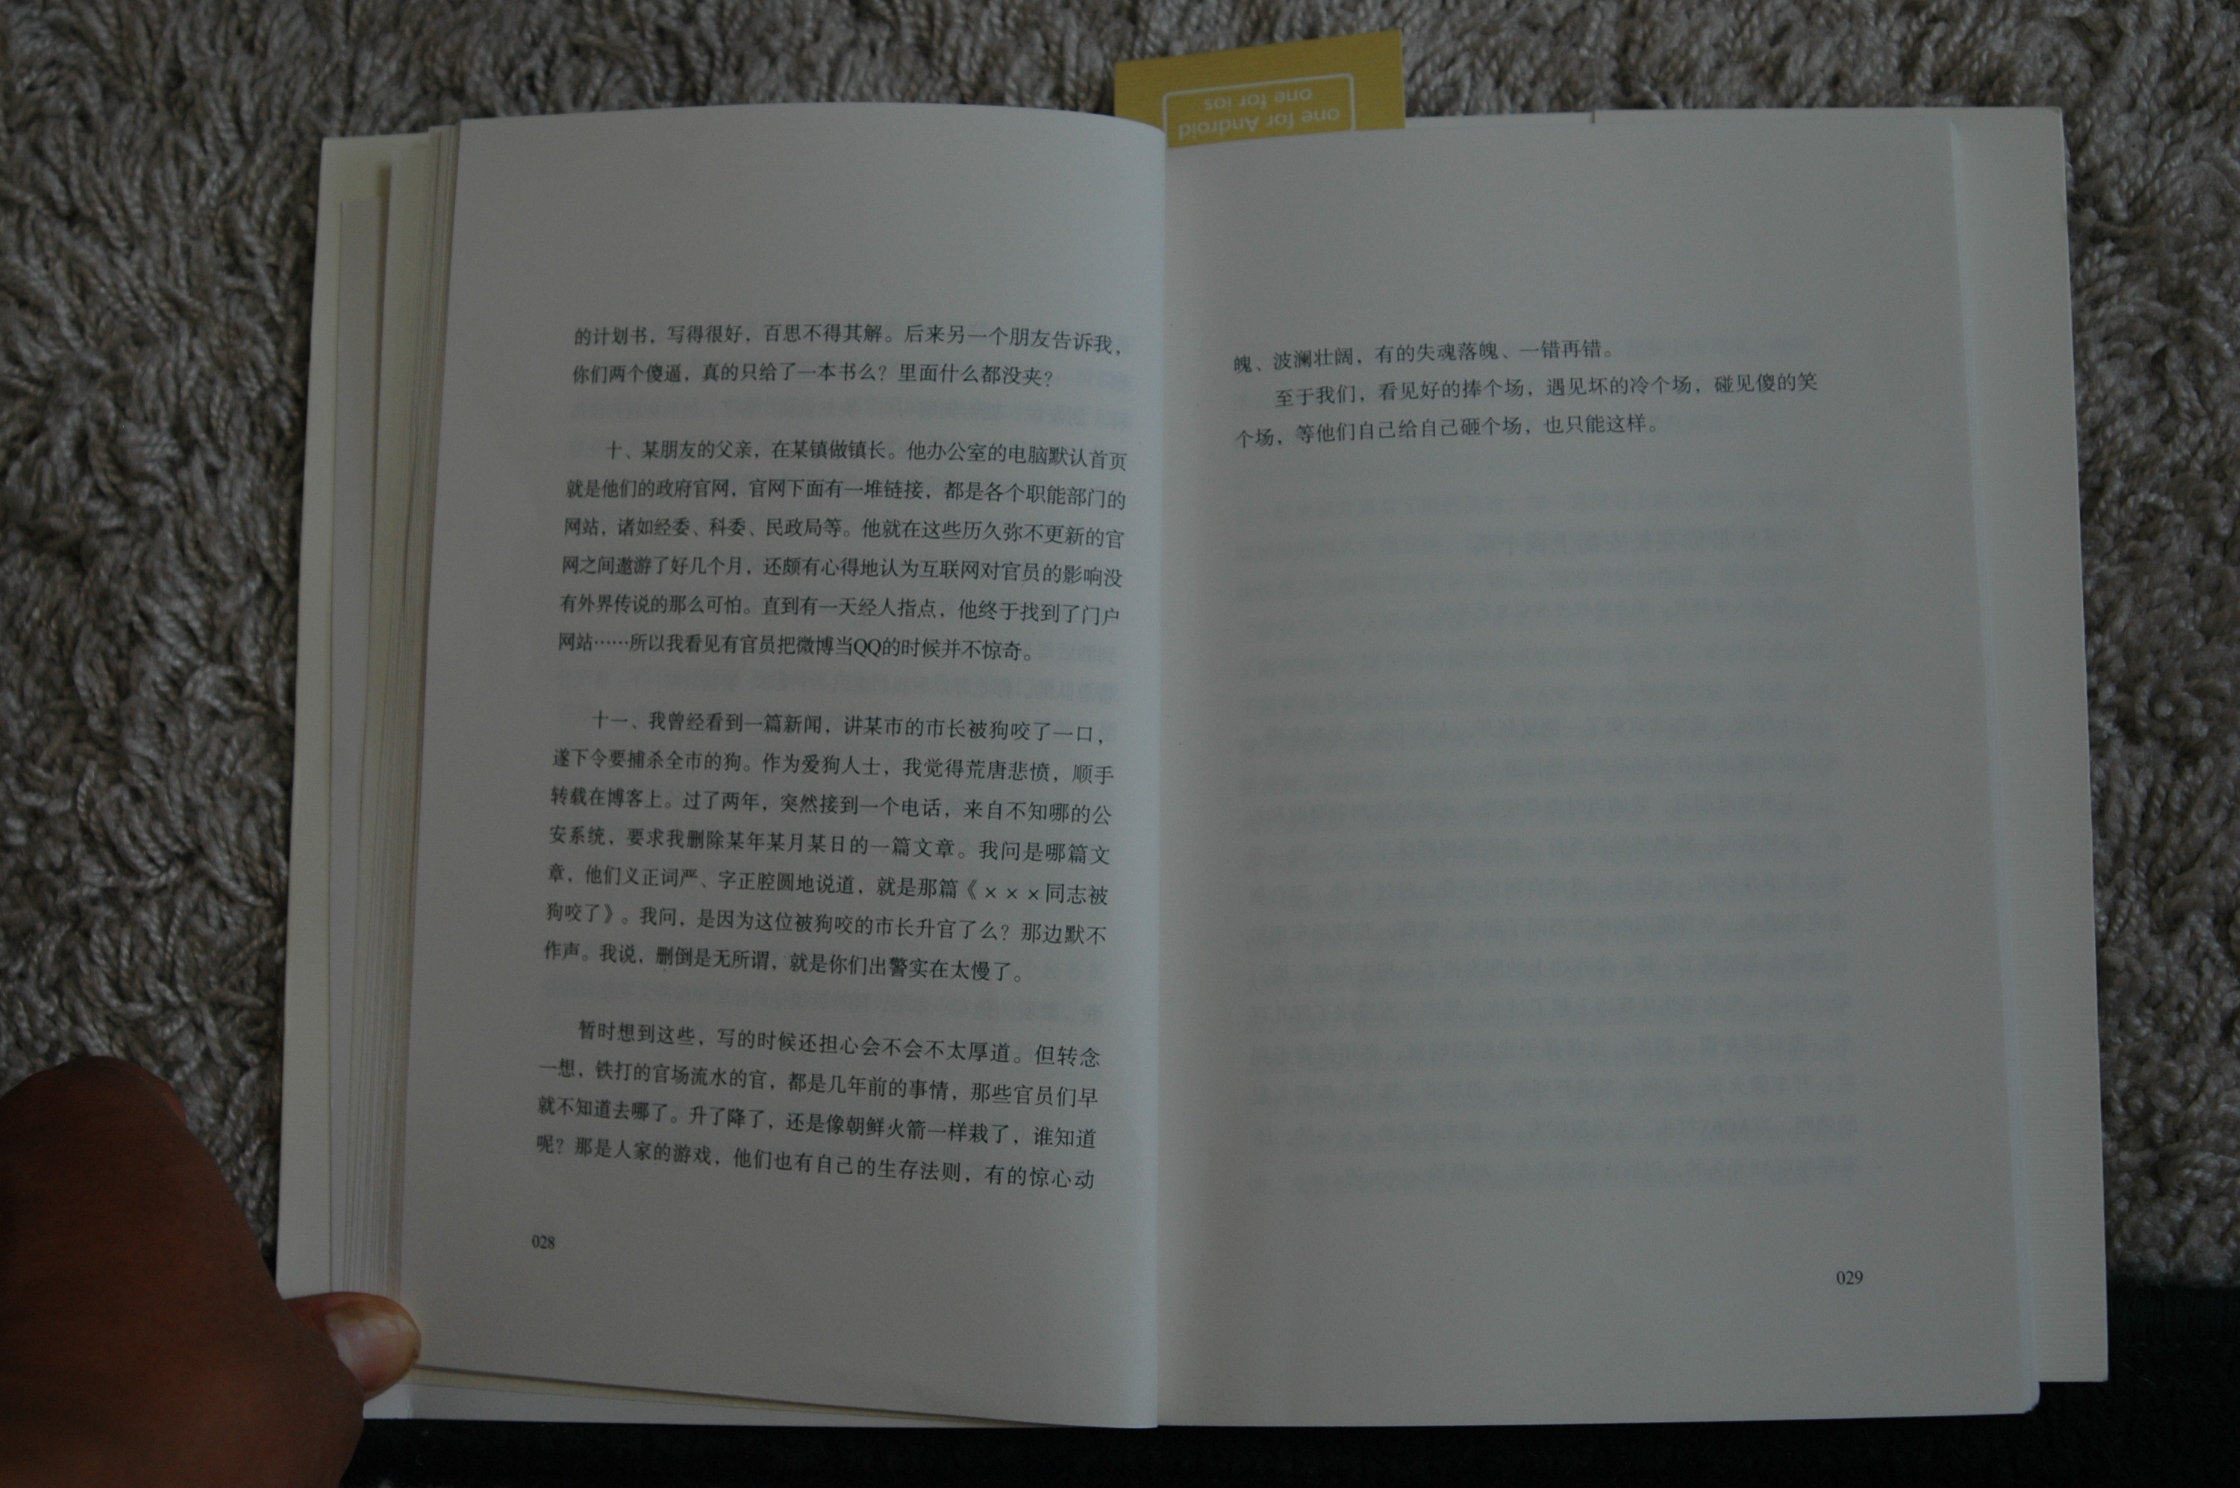 one for Android
one for ios
的计划书，写得很好，百思不得其解。后来另一个朋友告诉我，
你们两个傻逼，真的只给了一本书么？里面什么都没夹？
十、某朋友的父亲，在某镇做镇长。他办公室的电脑默认首页
就是他们的政府官网，官网下面有一堆链接，都是各个职能部门的
网站，诸如经委、科委、民政局等。他就在这些历久弥不更新的官
网之间遨游了好几个月，还颇有心得地认为互联网对官员的影响没
有外界传说的那么可怕。直到有一天经人指点，他终于找到了门户
网站……所以我看见有官员把微博当QQ的时候并不惊奇。
十一、我曾经看到一篇新闻，讲某市的市长被狗咬了一口，
遂下令要捕杀全市的狗。作为爱狗人士，我觉得荒唐悲愤，顺手
转载在博客上。过了两年，突然接到一个电话，来自不知哪的公
安系统，要求我删除某年某月某日的一篇文章。我问是哪篇文
章，他们义正词严、字正腔圆地说道，就是那篇《×××同志被
狗咬了》。我问，是因为这位被狗咬的市长升官了么？那边默不
作声。我说，删倒是无所谓，就是你们出警实在太慢了。
暂时想到这些，写的时候还担心会不会不太厚道。但转念
一想，铁打的官场流水的官，都是几年前的事情，那些官员们早
就不知道去哪了。升了降了，还是像朝鲜火箭一样栽了，谁知道
呢？那是人家的游戏，他们也有自己的生存法则，有的惊心动
028
魄、波澜壮阔，有的失魂落魄、一错再错。
至于我们，看见好的捧个场，遇见坏的冷个场，碰见傻的笑
个场，等他们自己给自己砸个场，也只能这样。
029